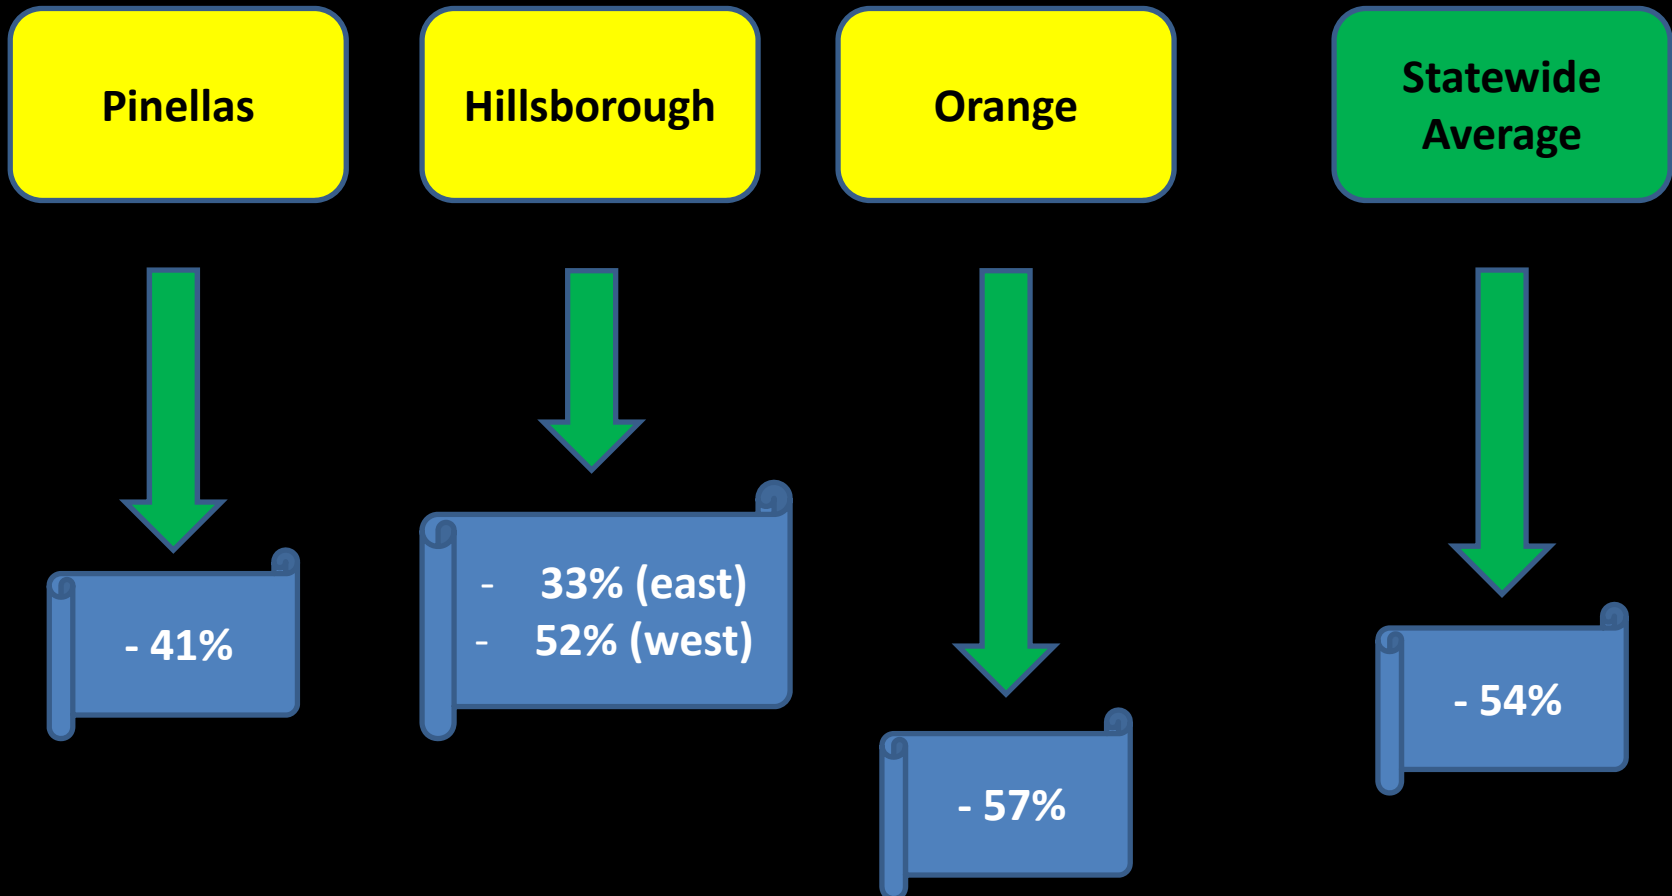 Pinellas
Hillsborough
Orange
Statewide
Average
- 41%
- 33% (east)
- 52% (west)
- 57%
- 54%